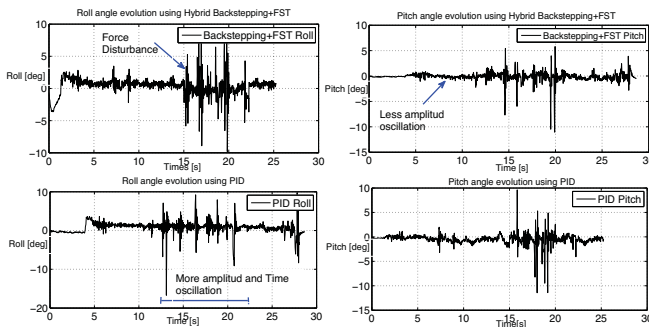 Roll angle evolution using Hybrid Backstepping+FST
10
5
0
−5
−10
0
5
10
15
20
25
30
Roll [deg]
Times [s]
Force
Disturbance
Backstepping+FST Roll
Pitch angle evolution using Hybrid Backstepping+FST
10
5
0
−5
−10
−15
0
5
10
15
20
25
30
Pitch [deg]
Time [s]
Less amplitud
oscillation
Backstepping+FST Pitch
Roll angle evolution using PID
10
0
−10
−20
0
5
10
15
20
25
30
Roll [deg]
Time [s]
More amplitud and Time
oscillation
PID Roll
Pitch angle evolution using PID
10
5
0
−5
−10
−15
0
5
10
15
20
25
30
Pitch [deg]
Time[s]
PID Pitch